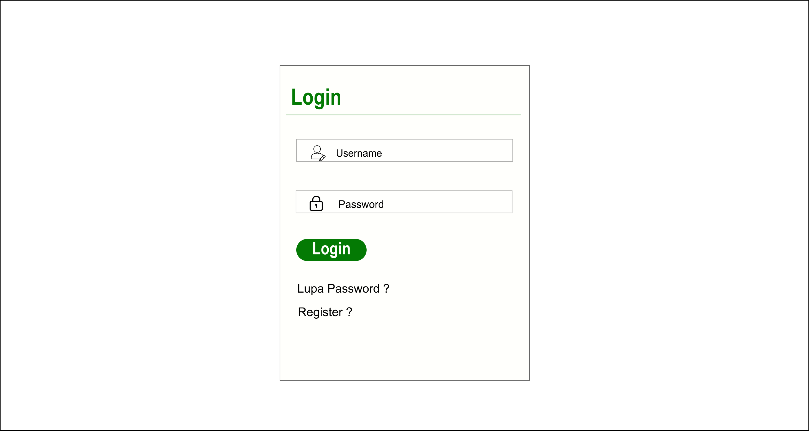 Login
Username
Password
Login
Lupa Password ?
Register ?